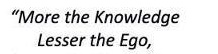 “More the Knowledge
Lesser the Ego,